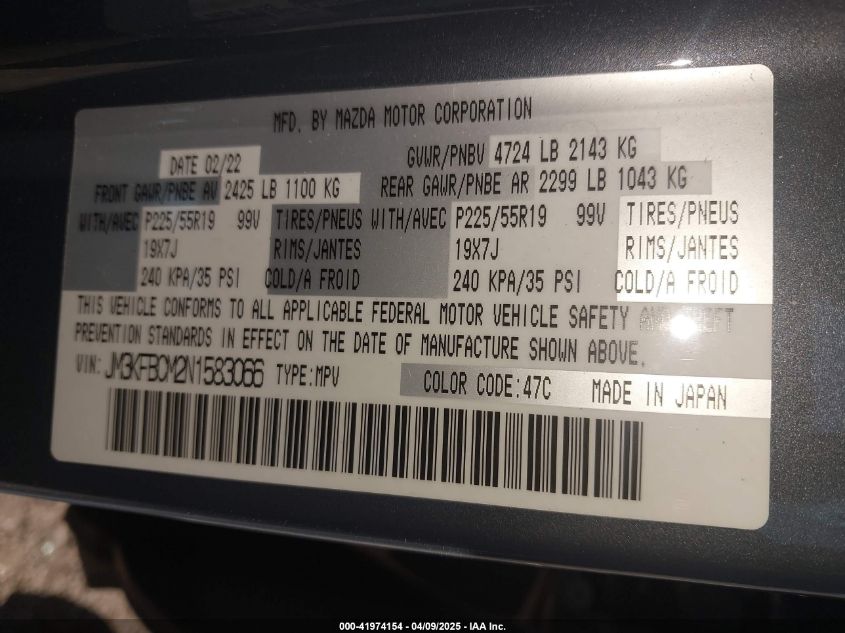 MFD. BY MAZDA MOTOR CORPORATION
DATE 02/22 GVWR/PNBV 4724 LB 2143 KG
FRONT GAWR/PNBE AV 2425 LB 1100 KG REAR GAWR/PNBE AR 2299 LB 1043 KG
WITH/AVEC P225/55R19 99V TIRES/PNEUS WITH/AVEC P225/55R19 99V TIRES/PNEUS
19X7J RIMS/JANTES 19X7J RIMS/JANTES
240 KPA/35 PSI COLD/A FROID 240 KPA/35 PSI COLD/A FROID
THIS VEHICLE CONFORMS TO ALL APPLICABLE FEDERAL MOTOR VEHICLE SAFETY AND THEFT
PREVENTION STANDARDS IN EFFECT ON THE DATE OF MANUFACTURE SHOWN ABOVE.
VIN: JM3KFBCM2N1583066 TYPE:MPV COLOR CODE:47C MADE IN JAPAN
000-41974154 - 04/09/2025 - IAA Inc.